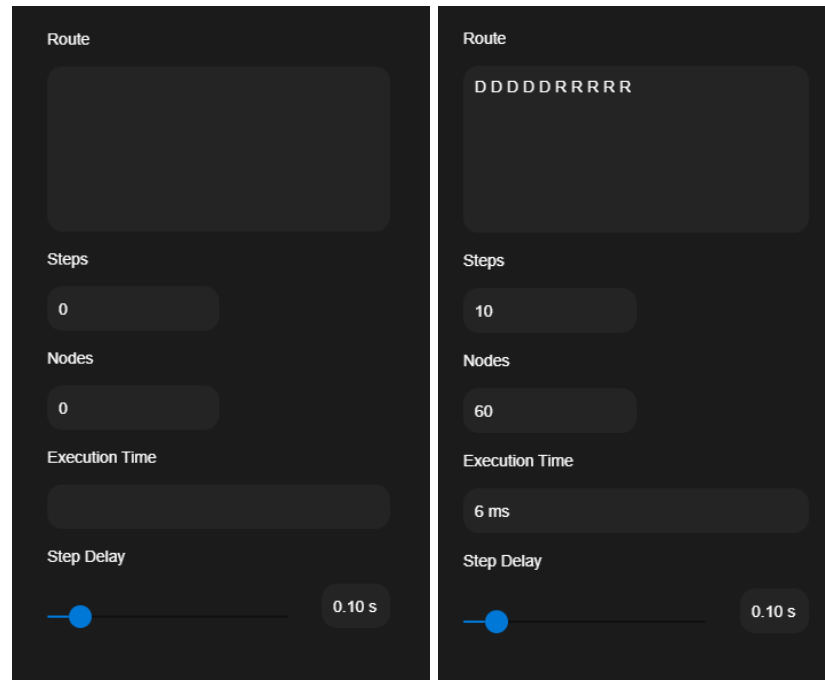 Route
Steps
0
Nodes
0
Execution Time
Step Delay
0.10 s
Route
D D D D D R R R R R
Steps
10
Nodes
60
Execution Time
6 ms
Step Delay
0.10 s